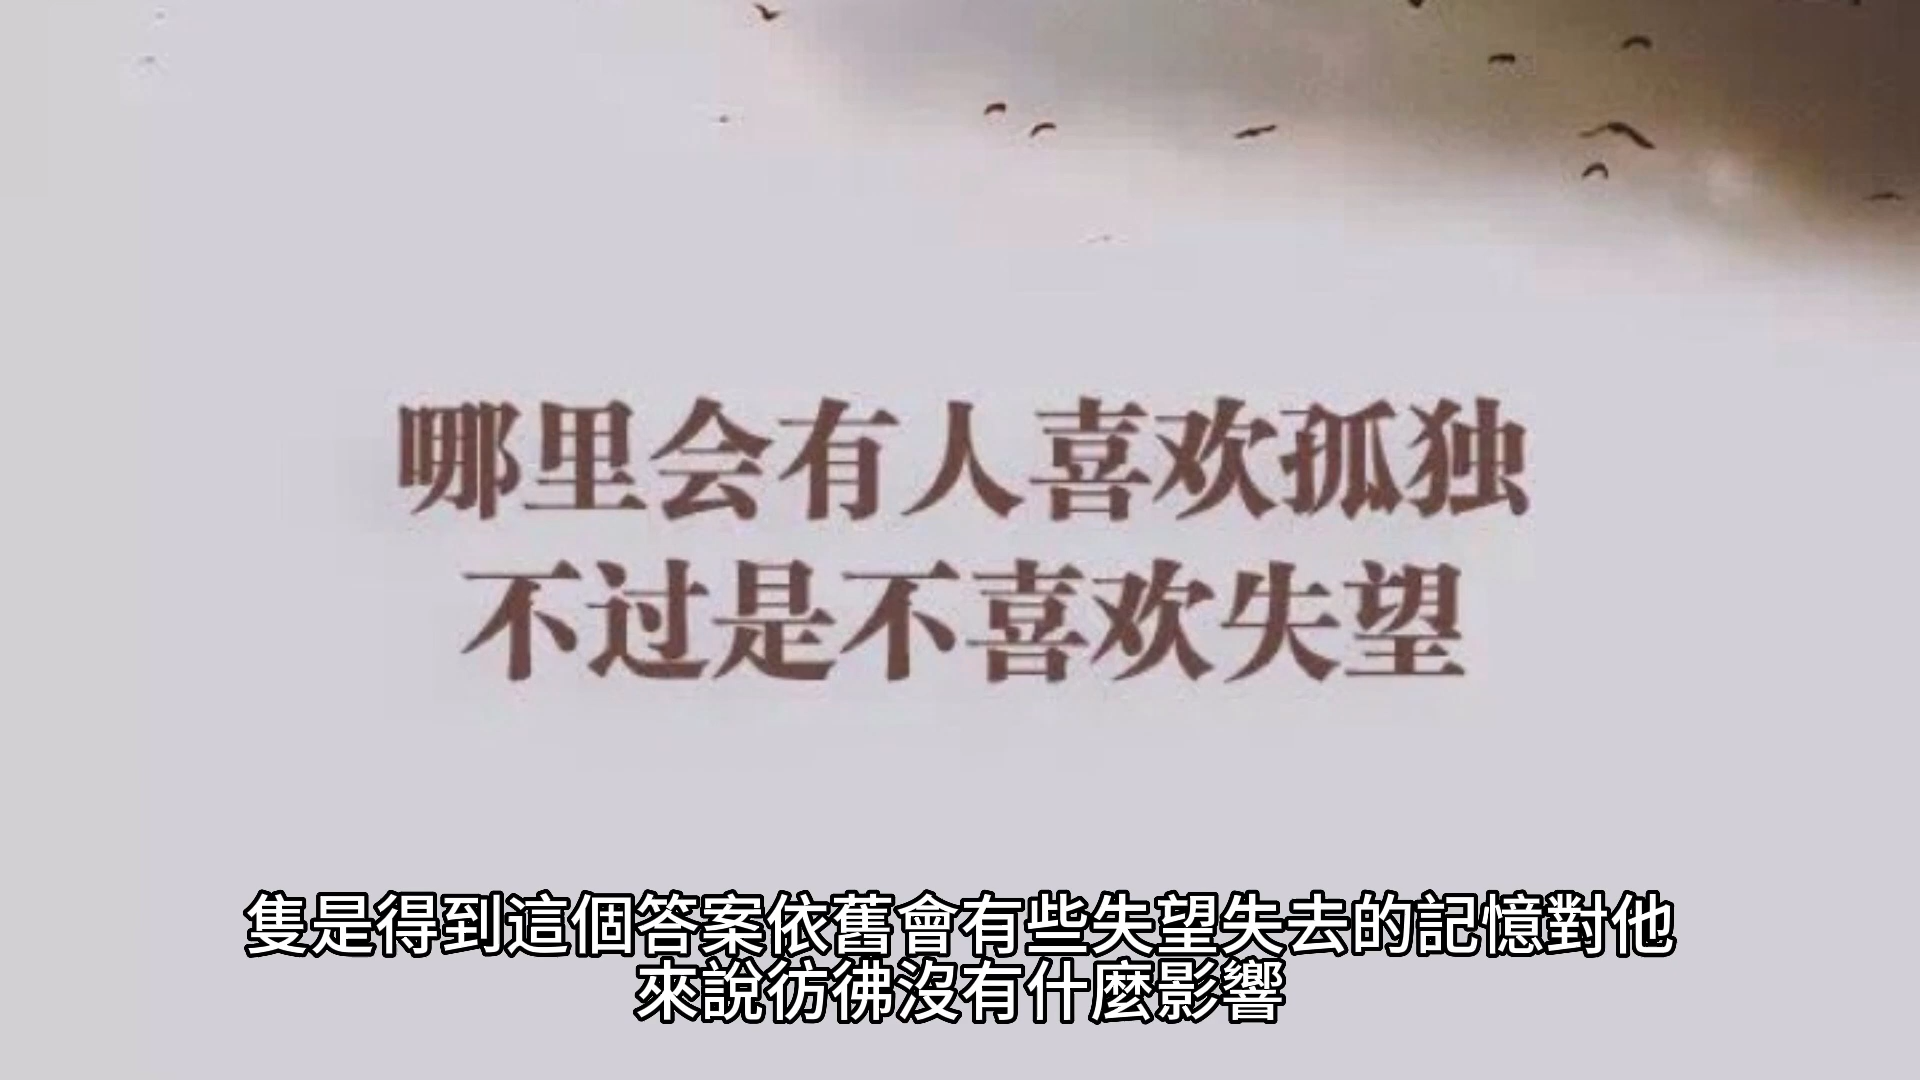 哪里会有人喜欢孤独
不过是不喜欢失望
隻是得到這個答案依舊會有些失望失去的記憶對他
來說彷彿沒有什麼影響